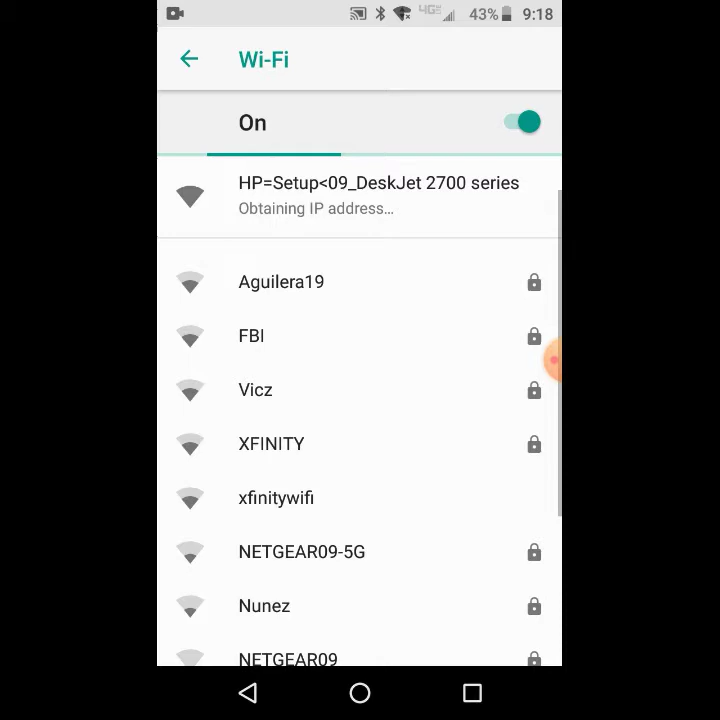 4G 43% 9:18
Wi-Fi
On
HP=Setup<09_DeskJet 2700 series
Obtaining IP address...
Aguilera19
FBI
Vicz
XFINITY
xfinitywifi
NETGEAR09-5G
Nunez
NETGEAR09